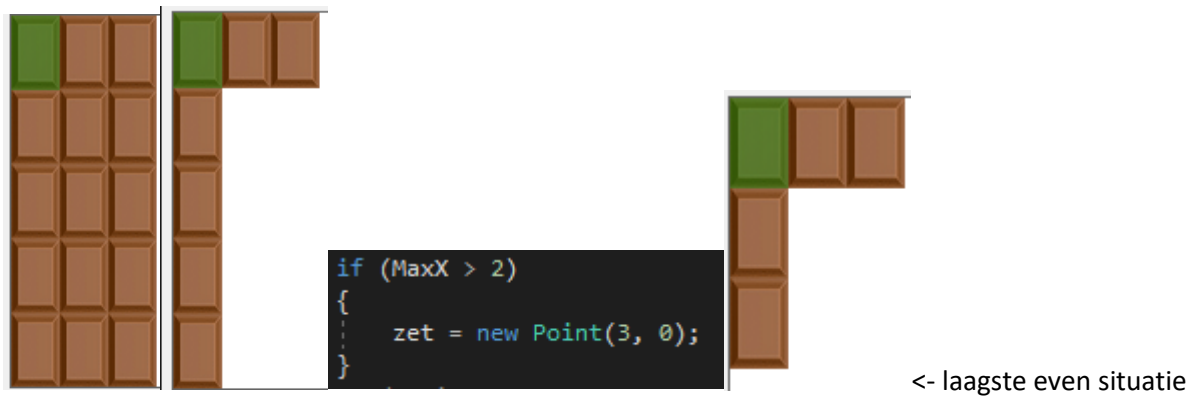 if (MaxX > 2)
{
zet = new Point(3, 0);
}
<- laagste even situatie